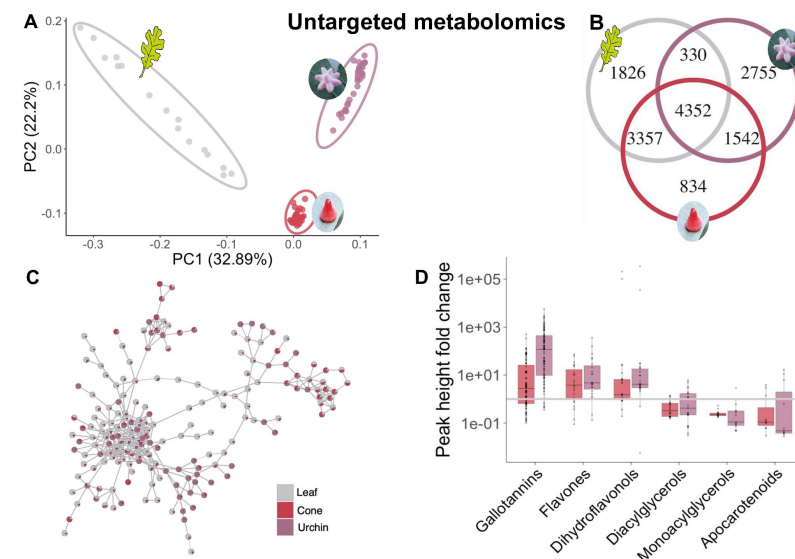 A
Untargeted metabolomics
B
0.2
0.1
0.0
-0.1
PC2 (22.2%)
-0.3 -0.2 -0.1 0.0 0.1
PC1 (32.89%)
1826 330 2755
4352
3357 1542
834
C
Leaf
Cone
Urchin
D
Peak height fold change
1e+05
1e+03
1e+01
1e-01
Gallotannins
Flavones
Dihydroflavonols
Diacylglycerols
Monoacylglycerols
Apocarotenoids